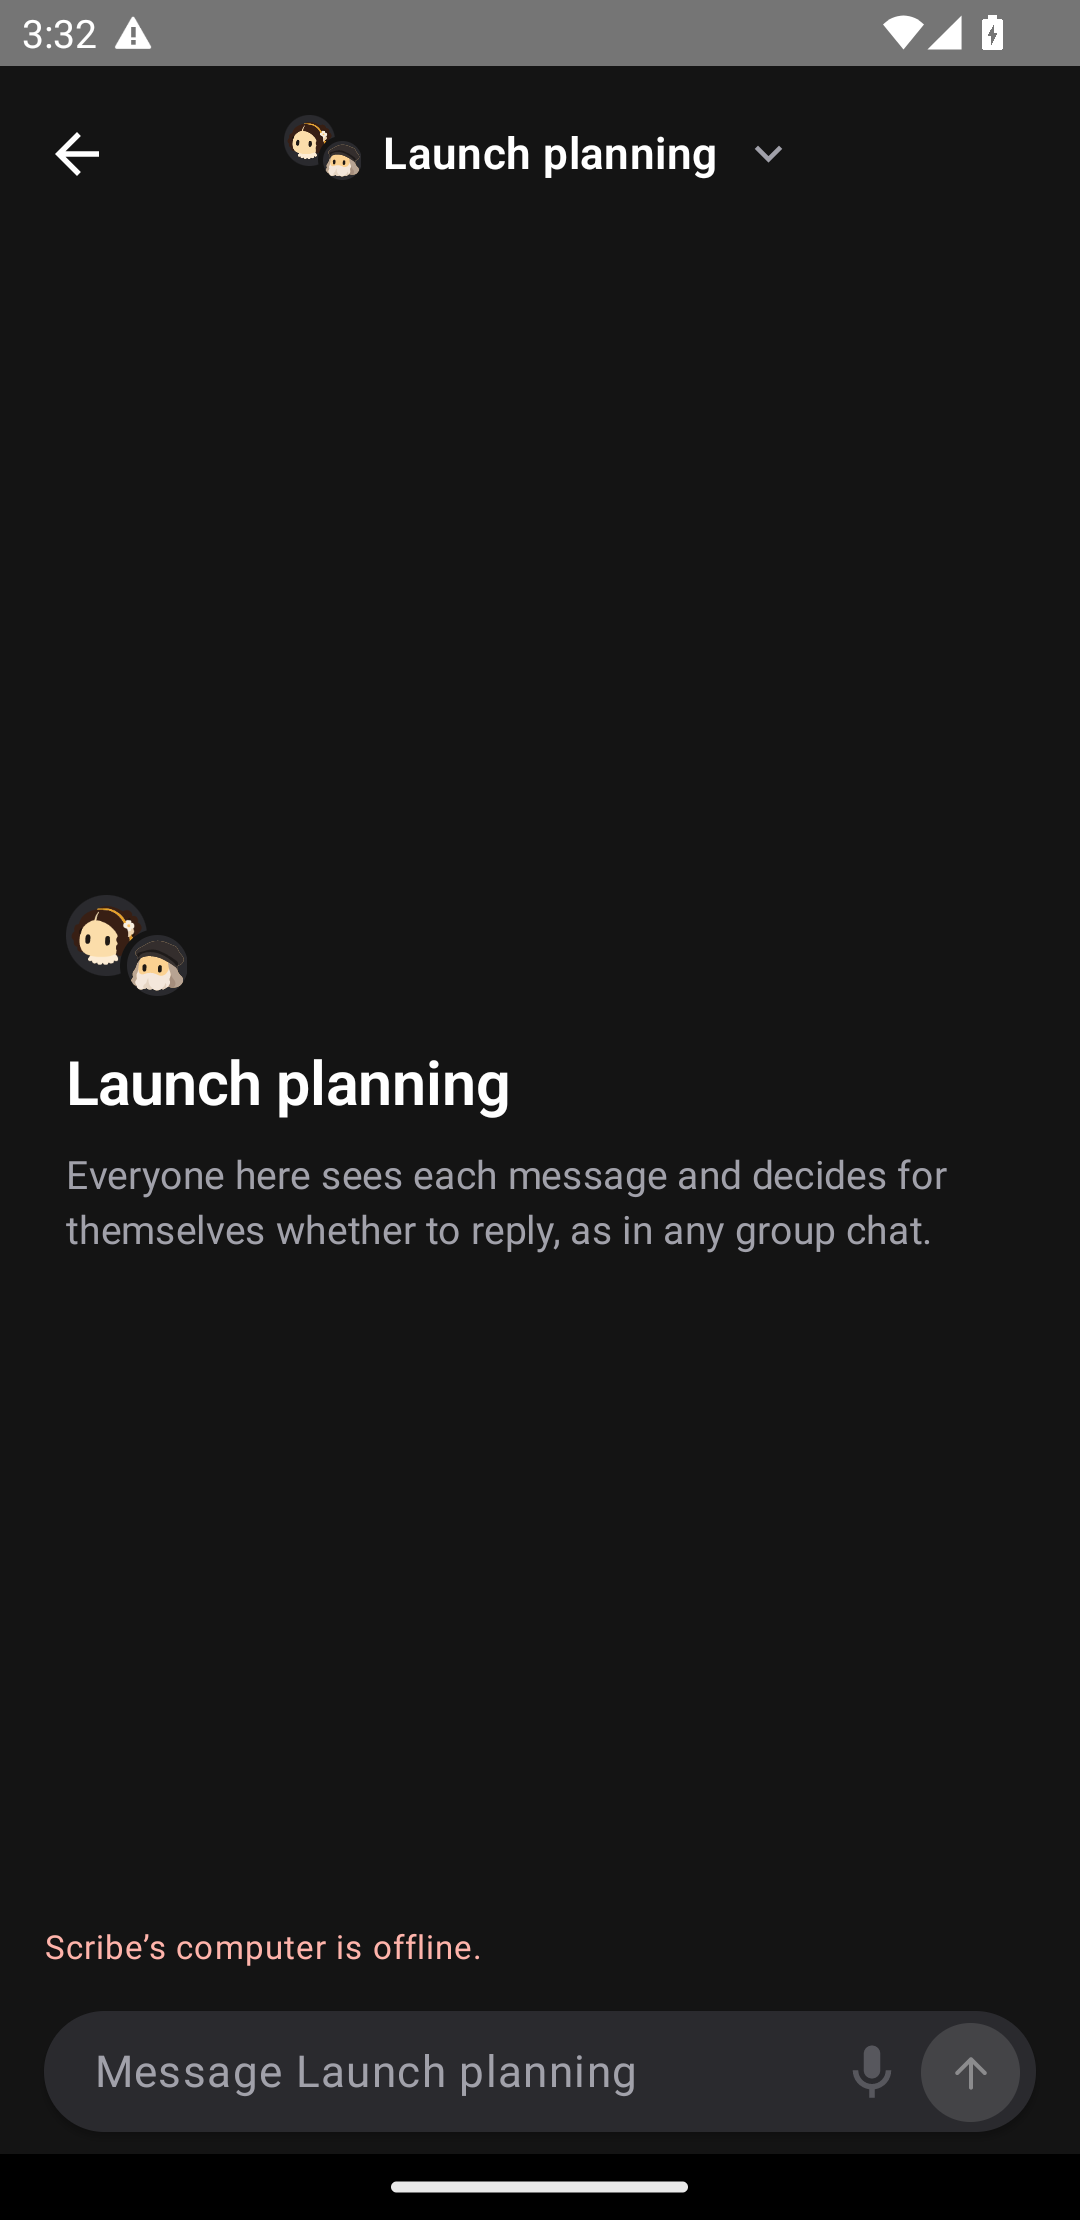 3:32
Launch planning
Launch planning
Everyone here sees each message and decides for
themselves whether to reply, as in any group chat.
Scribe’s computer is offline.
Message Launch planning